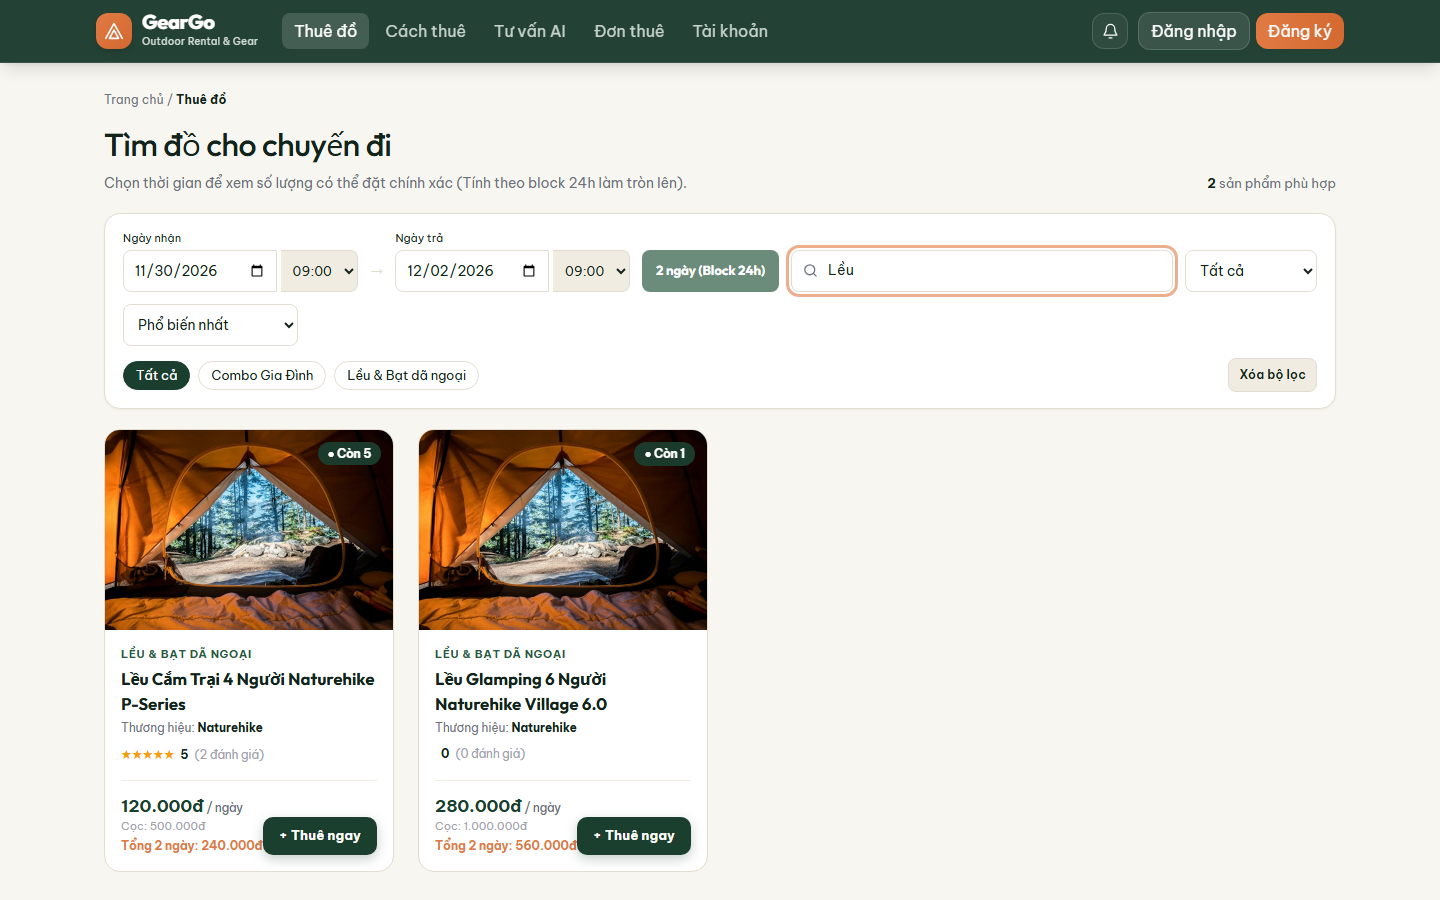 GearGo
Outdoor Rental & Gear
Thuê đồ
Cách thuê
Tư vấn AI
Đơn thuê
Tài khoản
Đăng nhập
Đăng ký
Trang chủ / Thuê đồ
Tìm đồ cho chuyến đi
Chọn thời gian để xem số lượng có thể đặt chính xác (Tính theo block 24h làm tròn lên).
2 sản phẩm phù hợp
Ngày nhận
Ngày trả
11/30/2026
09:00
→
12/02/2026
09:00
2 ngày (Block 24h)
Lều
Tất cả
Phổ biến nhất
Tất cả
Combo Gia Đình
Lều & Bạt dã ngoại
Xóa bộ lọc
● Còn 5
LỀU & BẠT DÃ NGOẠI
Lều Cắm Trại 4 Người Naturehike
P-Series
Thương hiệu: Naturehike
★★★★★ 5 (2 đánh giá)
120.000đ / ngày
Cọc: 500.000đ
Tổng 2 ngày: 240.000đ
+ Thuê ngay
● Còn 1
LỀU & BẠT DÃ NGOẠI
Lều Glamping 6 Người
Naturehike Village 6.0
Thương hiệu: Naturehike
0 (0 đánh giá)
280.000đ / ngày
Cọc: 1.000.000đ
Tổng 2 ngày: 560.000đ
+ Thuê ngay